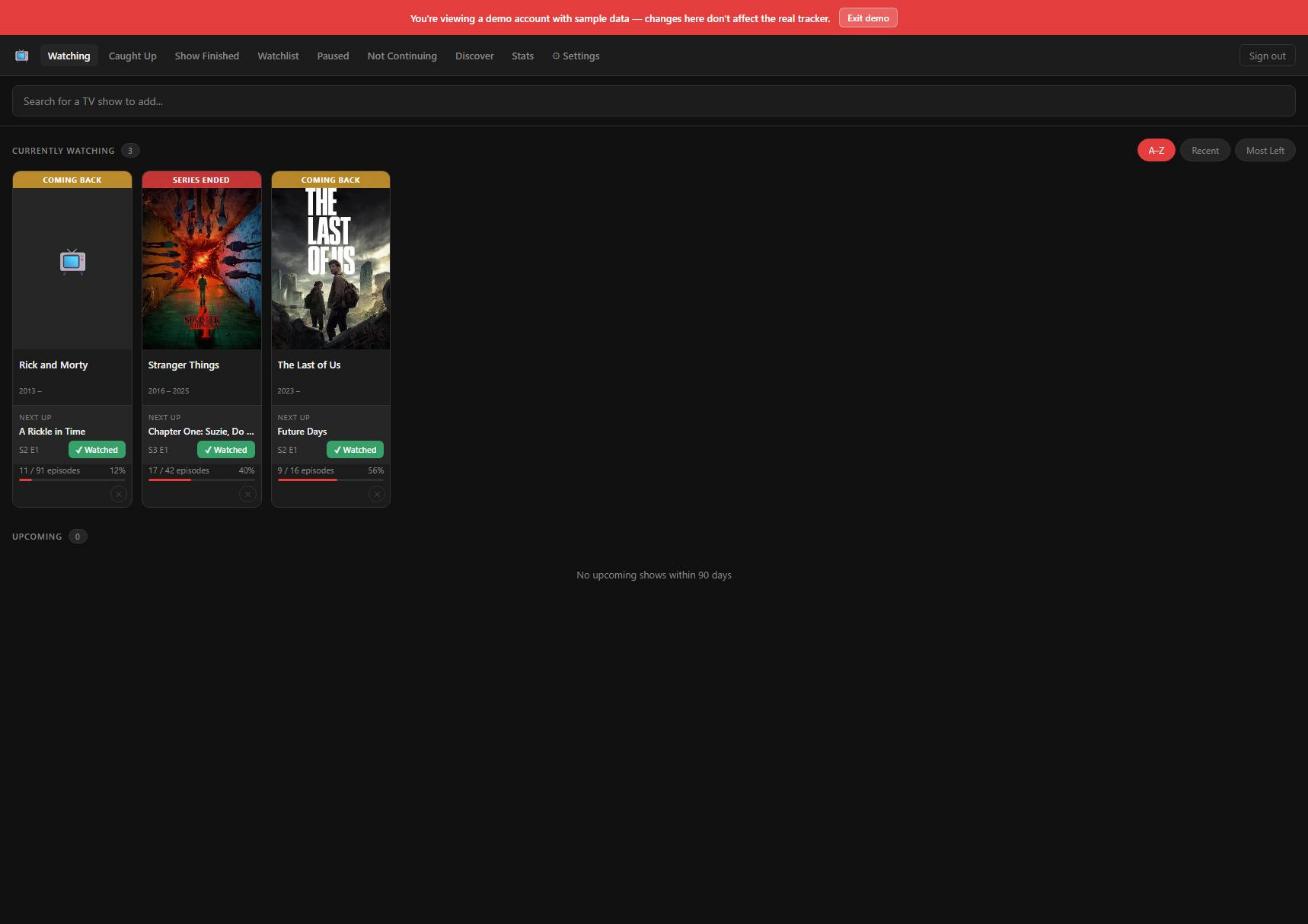 You're viewing a demo account with sample data — changes here don't affect the real tracker. Exit demo
Watching Caught Up Show Finished Watchlist Paused Not Continuing Discover Stats ⚙ Settings Sign out
Search for a TV show to add...
CURRENTLY WATCHING 3 A–Z Recent Most Left
COMING BACK SERIES ENDED COMING BACK
THE
LAST
OF US
STRANGER
THINGS
4
Rick and Morty Stranger Things The Last of Us
2013 – 2016 – 2025 2023 –
NEXT UP NEXT UP NEXT UP
A Rickle in Time Chapter One: Suzie, Do ... Future Days
S2 E1 ✓ Watched S3 E1 ✓ Watched S2 E1 ✓ Watched
11 / 91 episodes 12% 17 / 42 episodes 40% 9 / 16 episodes 56%
UPCOMING 0
No upcoming shows within 90 days